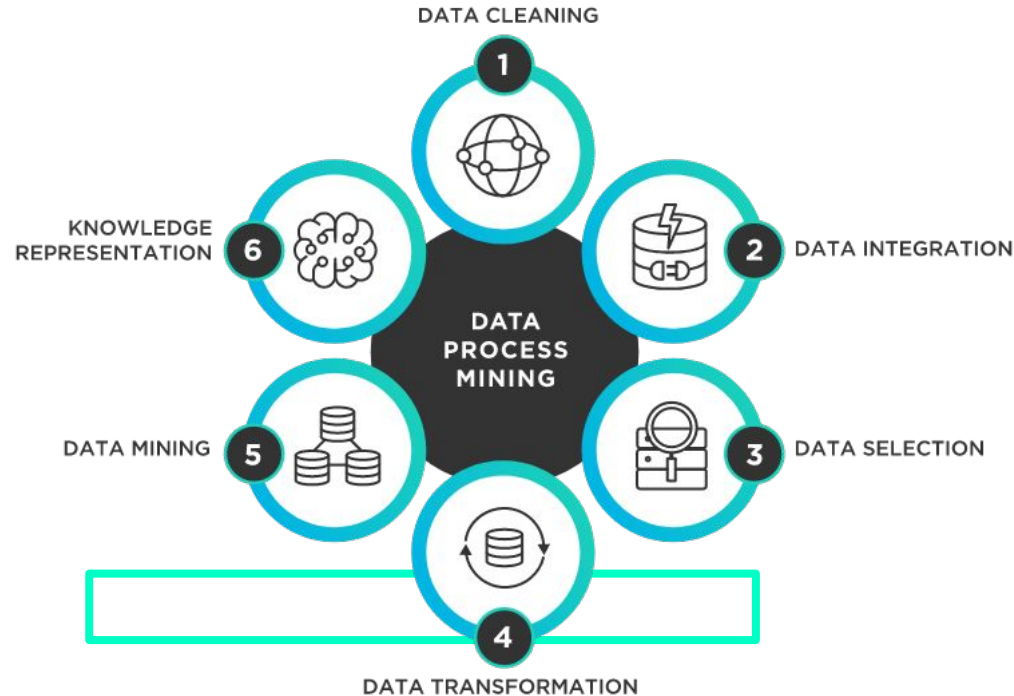 DATA CLEANING
1
KNOWLEDGE
REPRESENTATION
6
2
DATA INTEGRATION
DATA
PROCESS
MINING
DATA MINING
5
3
DATA SELECTION
4
DATA TRANSFORMATION